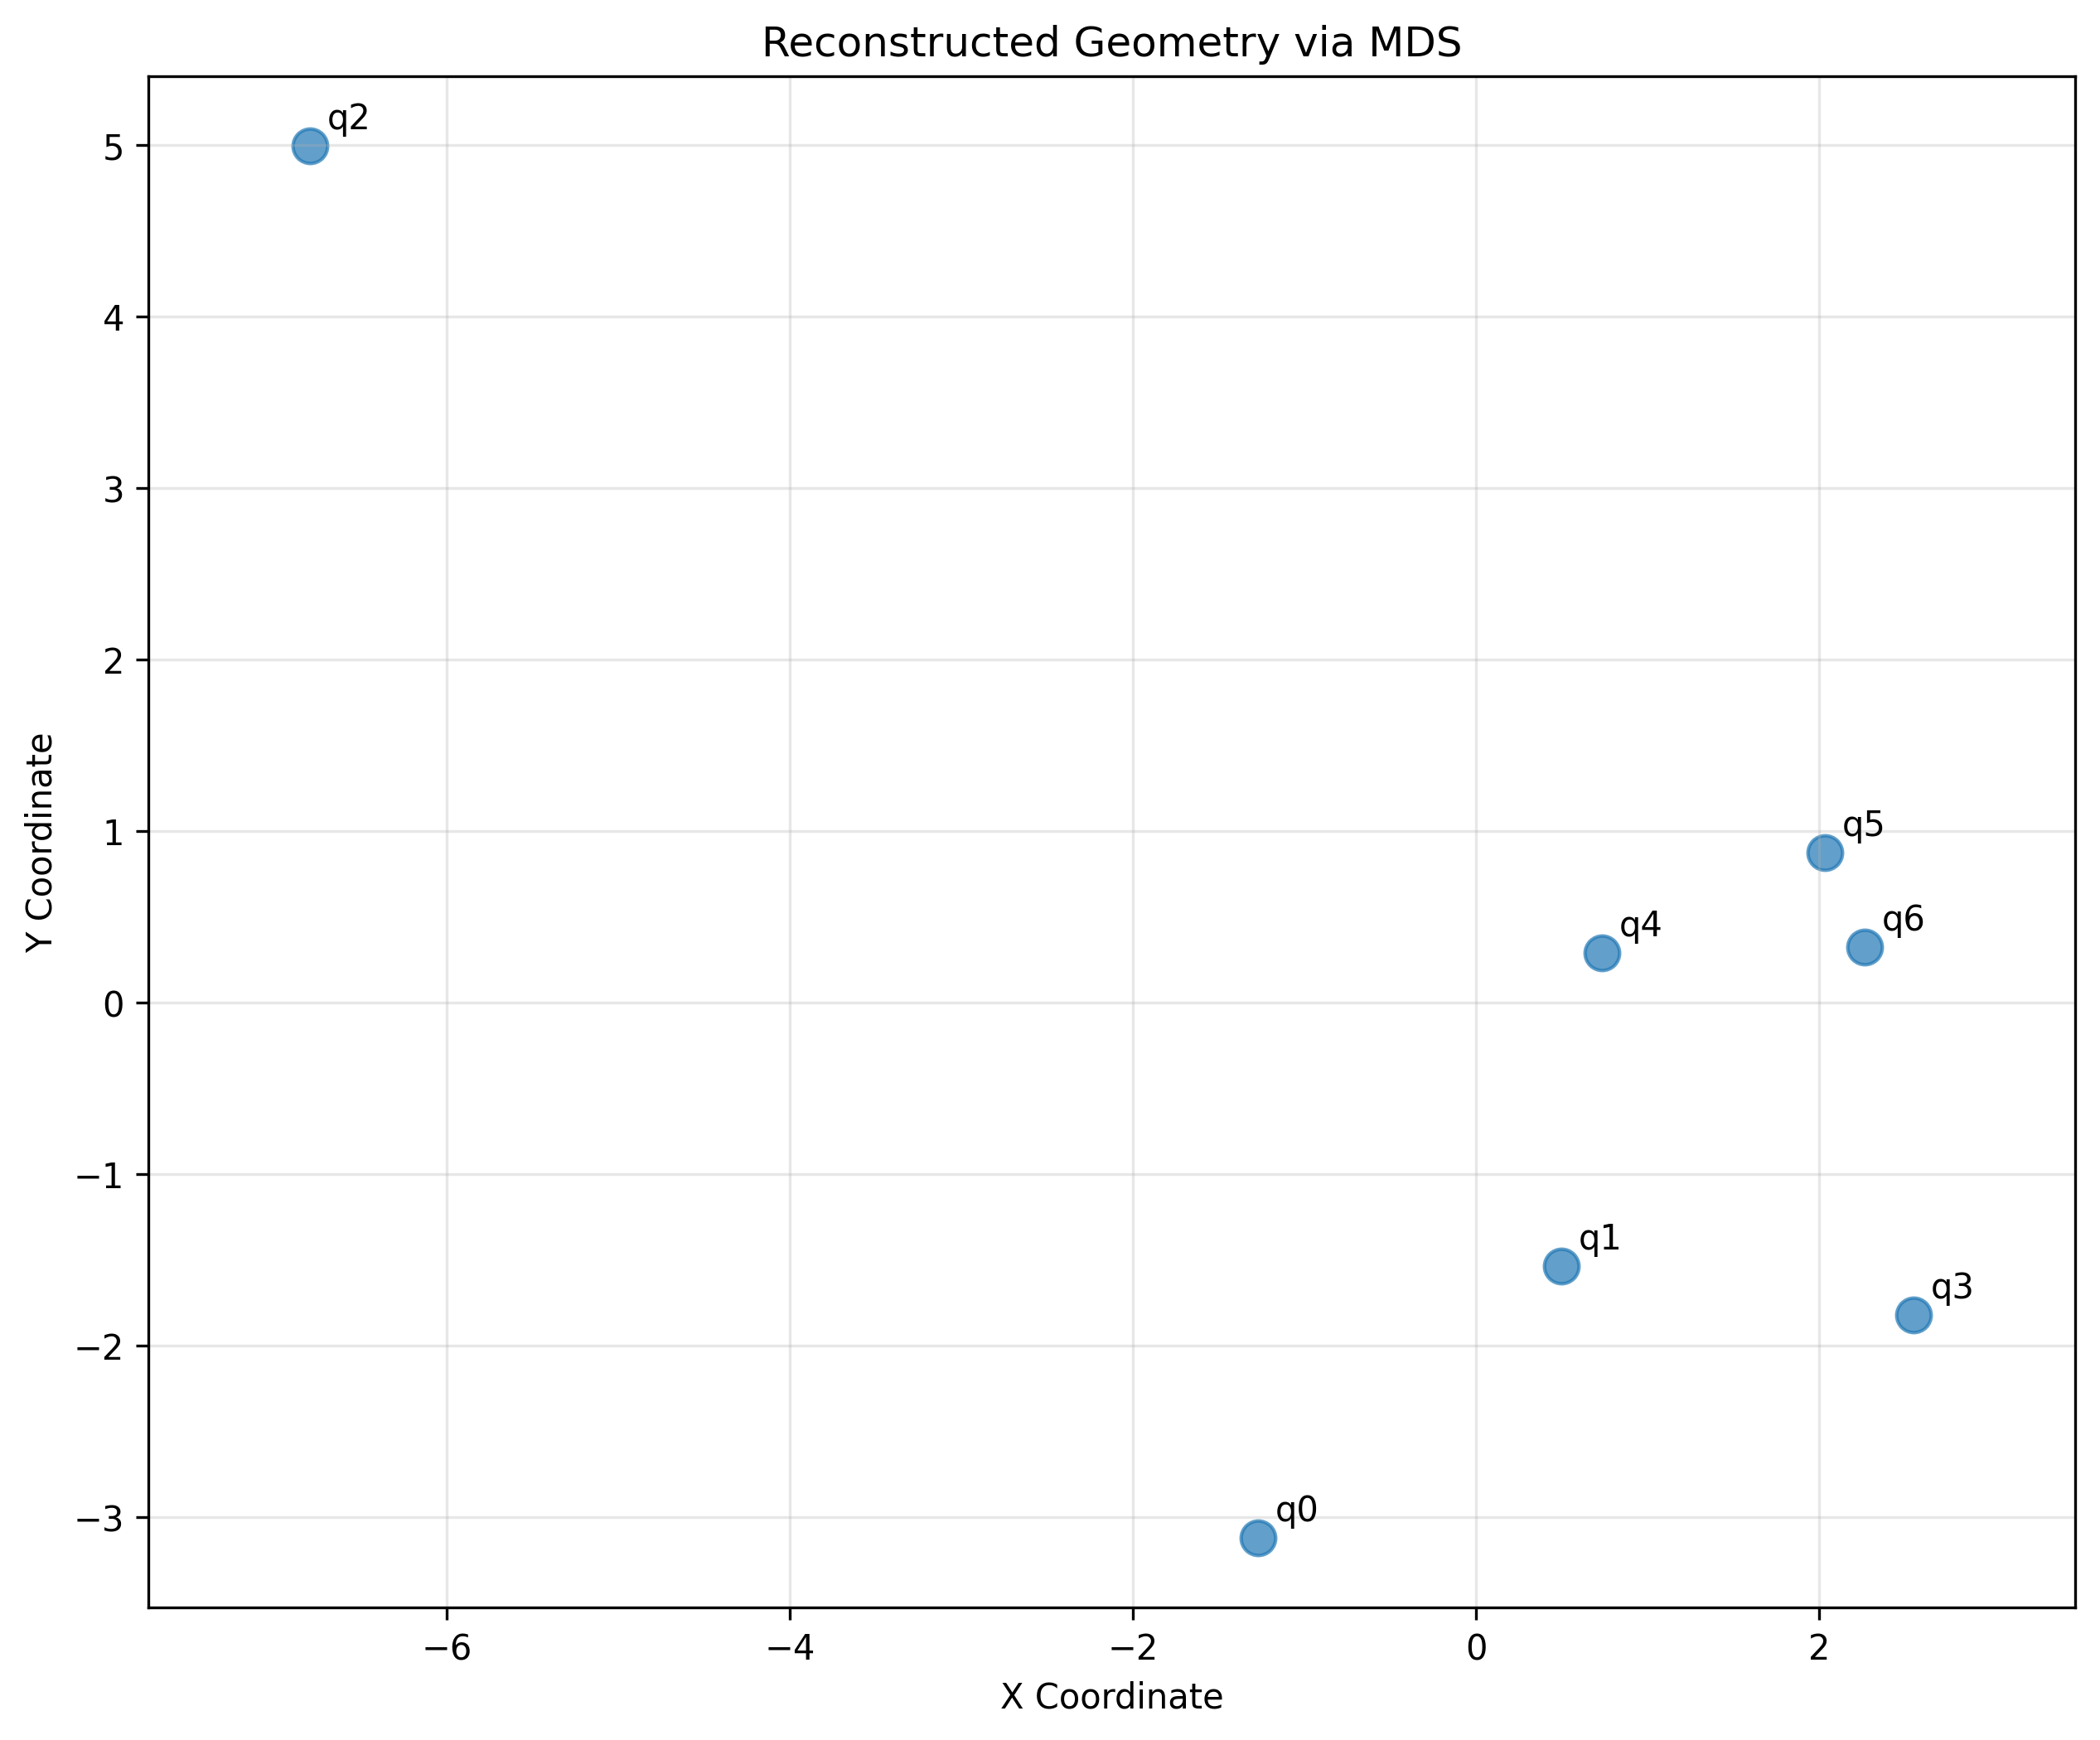 Reconstructed Geometry via MDS
q2
5
4
3
2
q5
1
q6
q4
0
Y Coordinate
−1
q1
q3
−2
q0
−3
−6 −4 −2 0 2
X Coordinate